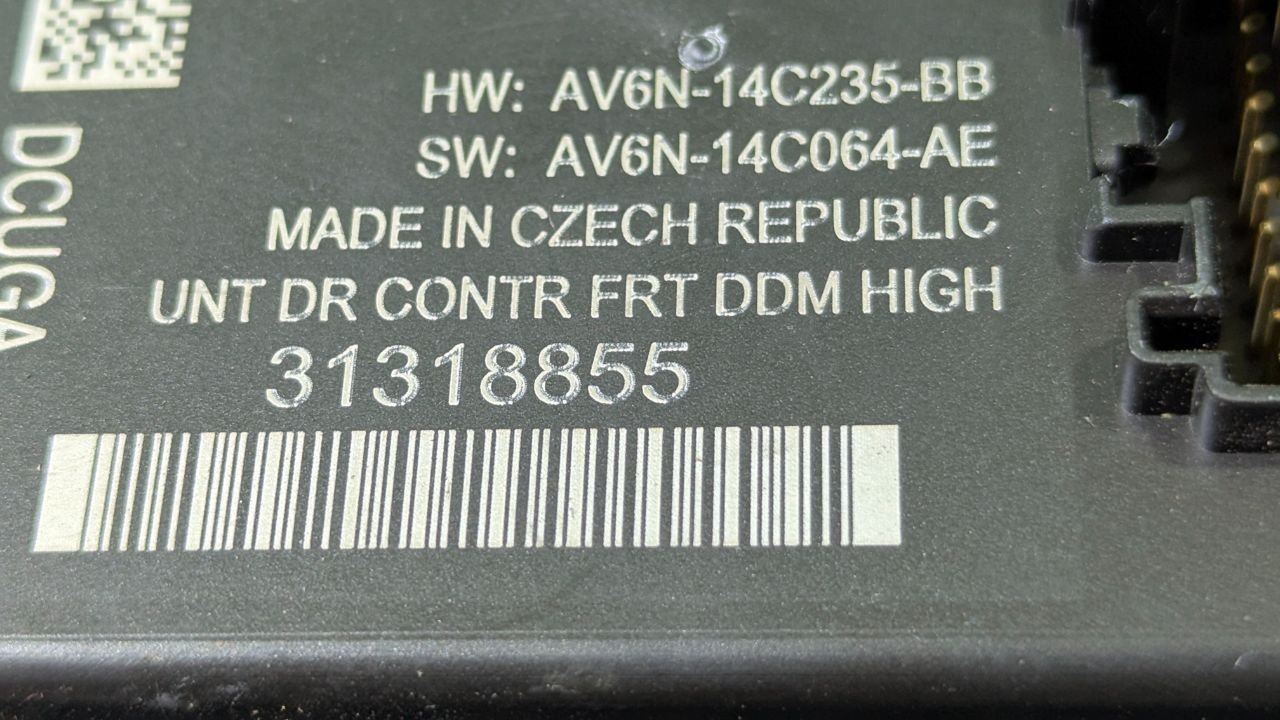 HW: AV6N-14C235-BB
SW: AV6N-14C064-AE
MADE IN CZECH REPUBLIC
UNT DR CONTR FRT DDM HIGH
31318855
DCUGA